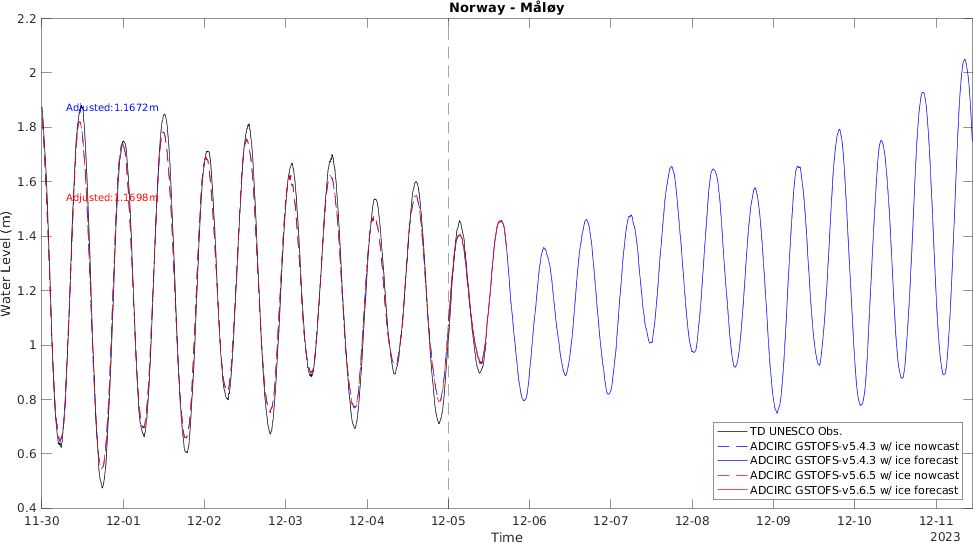 Norway - Måløy
2.2
2
1.8
1.6
1.4
1.2
1
0.8
0.6
0.4
Water Level (m)
Adjusted:1.1672m
Adjusted:1.1698m
TD UNESCO Obs.
ADCIRC GSTOFS-v5.4.3 w/ ice nowcast
ADCIRC GSTOFS-v5.4.3 w/ ice forecast
ADCIRC GSTOFS-v5.6.5 w/ ice nowcast
ADCIRC GSTOFS-v5.6.5 w/ ice forecast
11-30 12-01 12-02 12-03 12-04 12-05 12-06 12-07 12-08 12-09 12-10 12-11
Time
2023